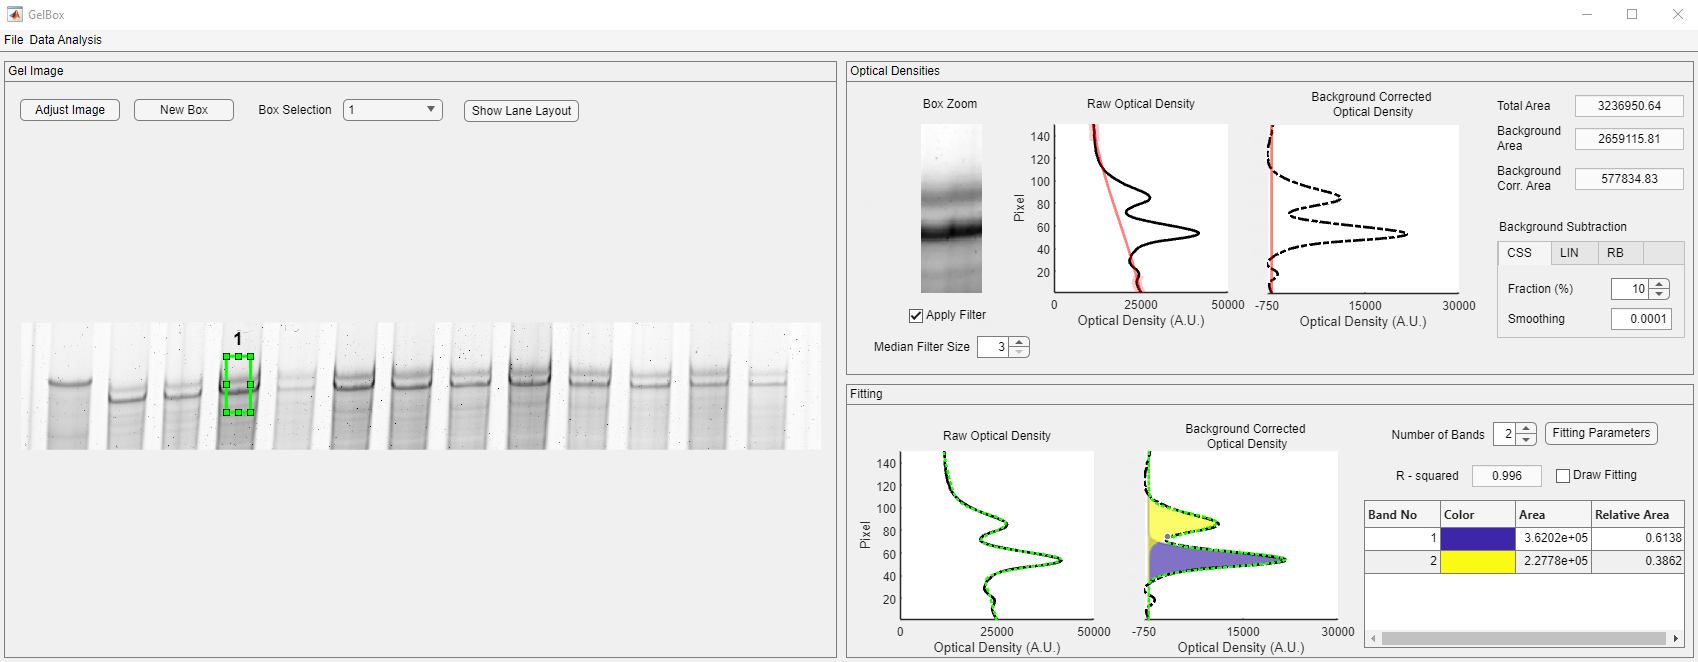 GelBox
File Data Analysis
Gel Image
Adjust Image
New Box
Box Selection
1
Show Lane Layout
1
Optical Densities
Box Zoom
Apply Filter
Median Filter Size
3
Raw Optical Density
140
120
100
80
60
40
20
Pixel
0
25000
50000
Optical Density (A.U.)
Background Corrected
Optical Density
-750
15000
30000
Optical Density (A.U.)
Total Area
3236950.64
Background
Area
2659115.81
Background
Corr. Area
577834.83
Background Subtraction
CSS
LIN
RB
Fraction (%)
10
Smoothing
0.0001
Fitting
Raw Optical Density
140
120
100
80
60
40
20
Pixel
0
25000
50000
Optical Density (A.U.)
Background Corrected
Optical Density
-750
15000
30000
Optical Density (A.U.)
Number of Bands
2
Fitting Parameters
R - squared
0.996
Draw Fitting
Band No Color Area Relative Area
1 3.6202e+05 0.6138
2 2.2778e+05 0.3862